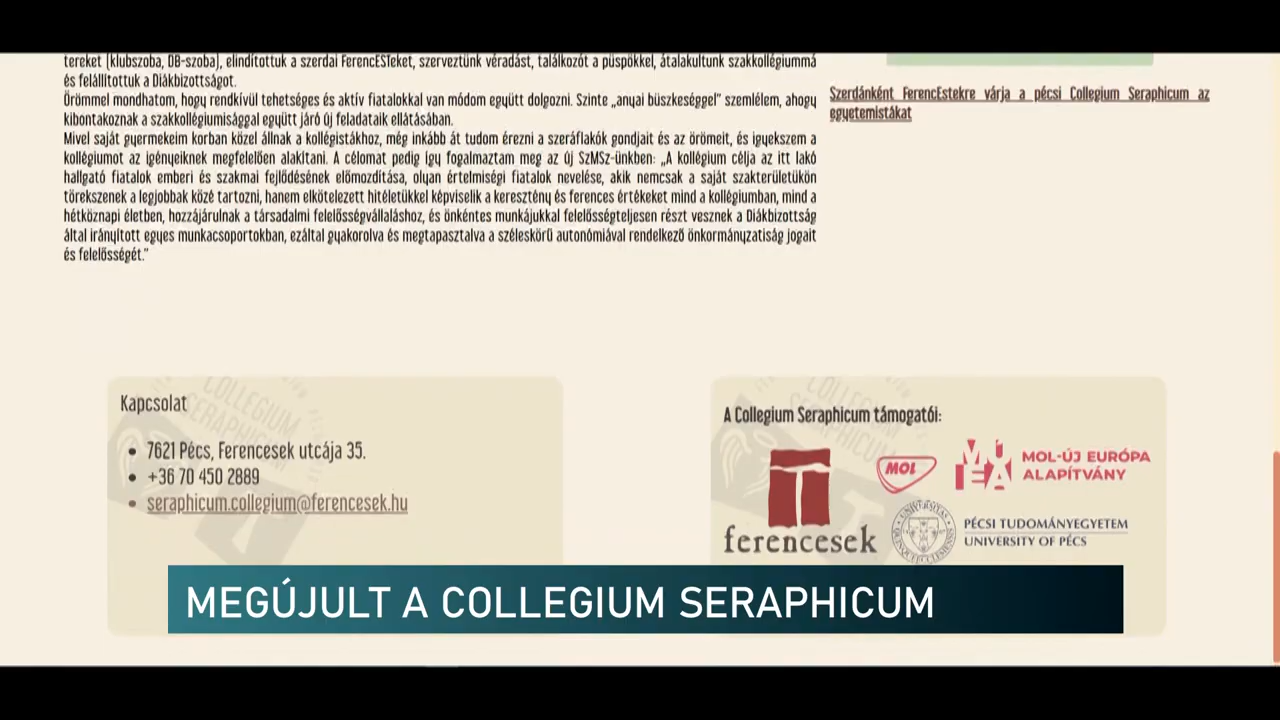 tereket (klubszoba, DB-szoba), elindítottuk a szerdai FerencESTeket, szerveztünk véradást, találkozót a püspökkel, átalakultunk szakkollégiummá
és felállítottuk a Diákbizottságot.
Örömmel mondhatom, hogy rendkívül tehetséges és aktív fiatalokkal van módom együtt dolgozni. Szinte „anyai büszkeséggel” szemlélem, ahogy
kibontakoznak a szakkollégiumisággal együtt járó új feladataik ellátásában.
Mivel saját gyermekeim korban közel állnak a kollégistákhoz, még inkább át tudom érezni a szeráflakók gondjait és az örömeit, és igyekszem a
kollégiumot az igényeiknek megfelelően alakítani. A célomat pedig így fogalmaztam meg az új SzMSz-ünkben: „A kollégium célja az itt lakó
hallgató fiatalok emberi és szakmai fejlődésének előmozdítása, olyan értelmiségi fiatalok nevelése, akik nemcsak a saját szakterületükön
törekszenek a legjobbak közé tartozni, hanem elkötelezett hitéletükkel képviselik a keresztény és ferences értékeket mind a kollégiumban, mind a
hétköznapi életben, hozzájárulnak a társadalmi felelősségvállaláshoz, és önkéntes munkájukkal felelősségteljesen részt vesznek a Diákbizottság
által irányított egyes munkacsoportokban, ezáltal gyakorolva és megtapasztalva a széleskörű autonómiával rendelkező önkormányzatiság jogait
és felelősségét.”
Szerdánként FerencEstekre várja a pécsi Collegium Seraphicum az
egyetemistákat
Kapcsolat
• 7621 Pécs, Ferencesek utcája 35.
• +36 70 450 2889
• seraphicum.collegium@ferencesek.hu
COLLEGIUM
SERAPHICUM
A Collegium Seraphicum támogatói:
COLLEGIUM
SERAPHICUM
ferencesek
MOL
MUEA
MOL-ÚJ EURÓPA
ALAPÍTVÁNY
PÉCSI TUDOMÁNYEGYETEM
UNIVERSITY OF PÉCS
MEGÚJULT A COLLEGIUM SERAPHICUM